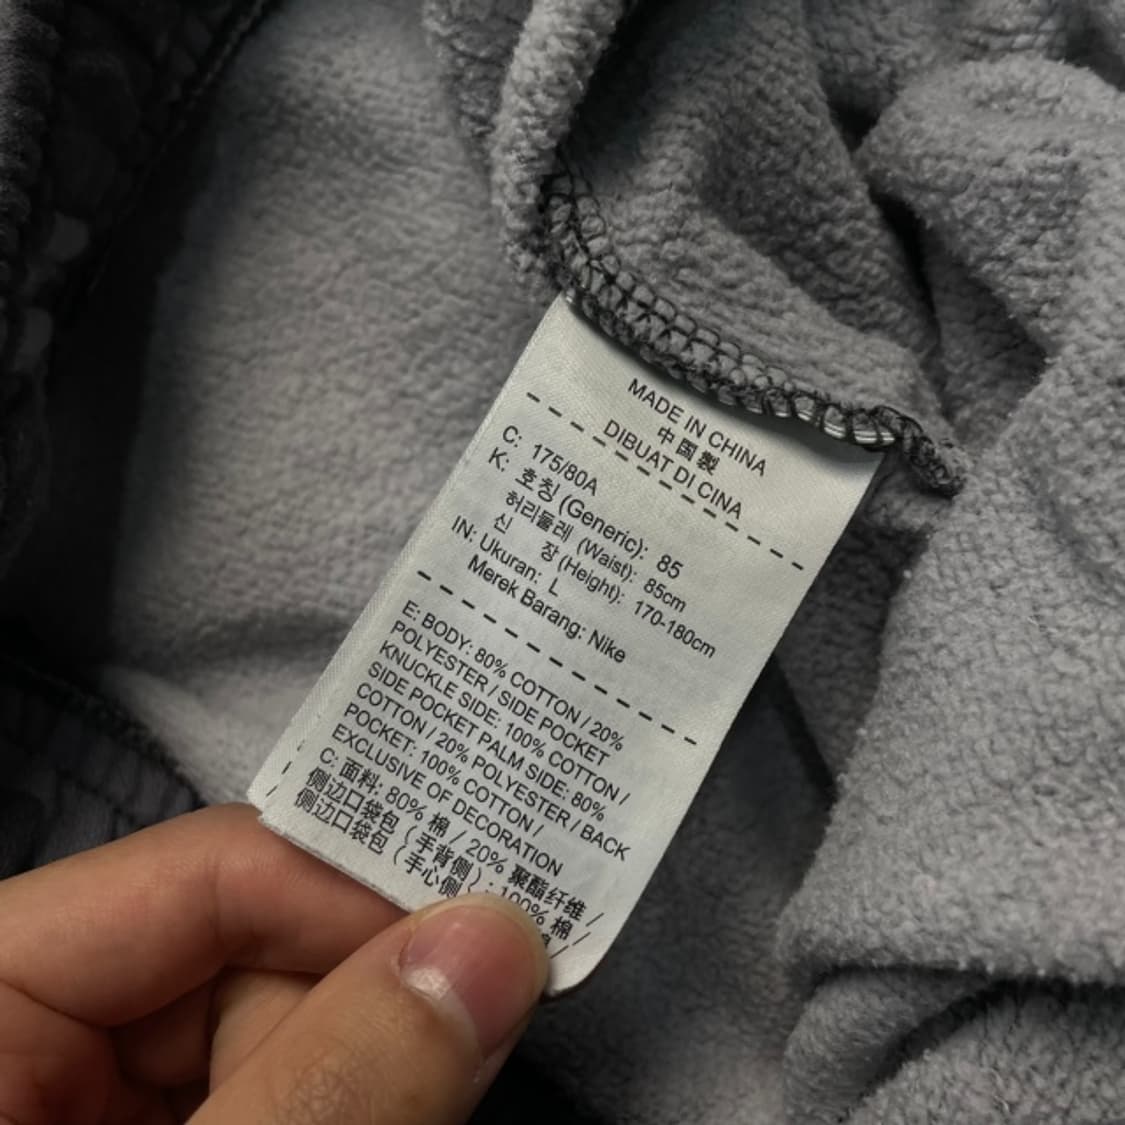 MADE IN CHINA
中国製
DIBUAT DI CINA
C: 175/80A
K: 호칭 (Generic): 85
허리둘레 (Waist): 85cm
신 장 (Height): 170-180cm
IN: Ukuran: L
Merek Barang: Nike
E: BODY: 80% COTTON / 20%
POLYESTER / SIDE POCKET
KNUCKLE SIDE: 100% COTTON /
SIDE POCKET PALM SIDE: 80%
COTTON / 20% POLYESTER / BACK
POCKET: 100% COTTON /
EXCLUSIVE OF DECORATION
C: 面料: 80% 棉 / 20% 聚酯纤维 /
侧边口袋包 (手背侧) : 100% 棉 /
侧边口袋包 (手心侧